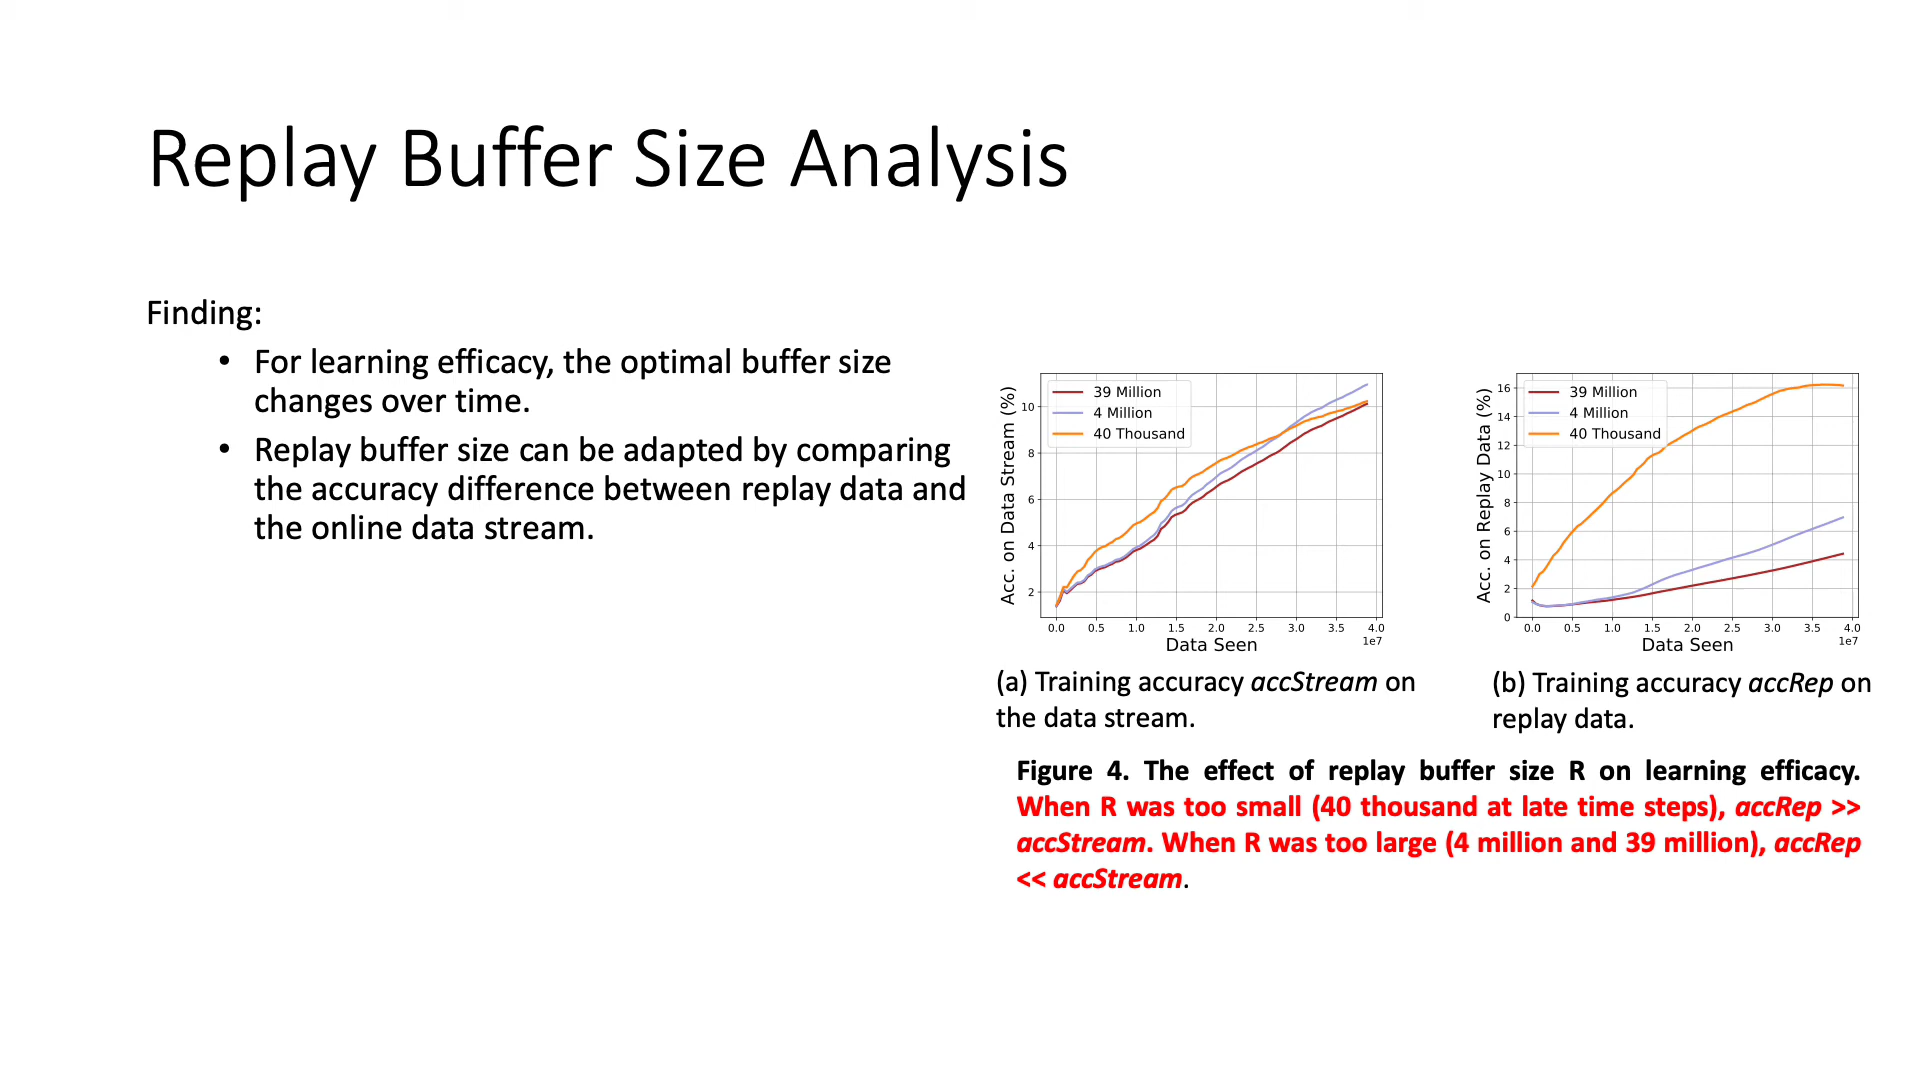 Replay Buffer Size Analysis
Finding:
• For learning efficacy, the optimal buffer size
changes over time.
• Replay buffer size can be adapted by comparing
the accuracy difference between replay data and
the online data stream.
Acc. on Data Stream (%)
39 Million
4 Million
40 Thousand
10
8
6
4
2
0.0 0.5 1.0 1.5 2.0 2.5 3.0 3.5 4.0
1e7
Data Seen
(a) Training accuracy accStream on
the data stream.
Acc. on Replay Data (%)
39 Million
4 Million
40 Thousand
16
14
12
10
8
6
4
2
0
0.0 0.5 1.0 1.5 2.0 2.5 3.0 3.5 4.0
1e7
Data Seen
(b) Training accuracy accRep on
replay data.
Figure 4. The effect of replay buffer size R on learning efficacy.
When R was too small (40 thousand at late time steps), accRep >>
accStream. When R was too large (4 million and 39 million), accRep
<< accStream.